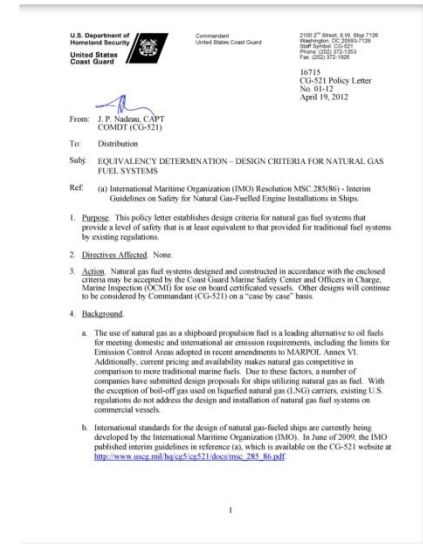 U.S. Department of
Homeland Security
United States
Coast Guard
Commandant
United States Coast Guard
2100 2nd Street, S.W. Stop 7126
Washington, DC 20593-7126
Staff Symbol: CG-521
Phone: (202) 372-1353
Fax: (202) 372-1926
16715
CG-521 Policy Letter
No. 01-12
April 19, 2012
From: J. P. Nadeau, CAPT
COMDT (CG-521)
To: Distribution
Subj: EQUIVALENCY DETERMINATION – DESIGN CRITERIA FOR NATURAL GAS
FUEL SYSTEMS
Ref: (a) International Maritime Organization (IMO) Resolution MSC.285(86) - Interim
Guidelines on Safety for Natural Gas-Fuelled Engine Installations in Ships.
1. Purpose. This policy letter establishes design criteria for natural gas fuel systems that
provide a level of safety that is at least equivalent to that provided for traditional fuel systems
by existing regulations.
2. Directives Affected. None.
3. Action. Natural gas fuel systems designed and constructed in accordance with the enclosed
criteria may be accepted by the Coast Guard Marine Safety Center and Officers in Charge,
Marine Inspection (OCMI) for use on board certificated vessels. Other designs will continue
to be considered by Commandant (CG-521) on a "case by case" basis.
4. Background.
a. The use of natural gas as a shipboard propulsion fuel is a leading alternative to oil fuels
for meeting domestic and international air emission requirements, including the limits for
Emission Control Areas adopted in recent amendments to MARPOL Annex VI.
Additionally, current pricing and availability makes natural gas competitive in
comparison to more traditional marine fuels. Due to these factors, a number of
companies have submitted design proposals for ships utilizing natural gas as fuel. With
the exception of boil-off gas used on liquefied natural gas (LNG) carriers, existing U.S.
regulations do not address the design and installation of natural gas fuel systems on
commercial vessels.
b. International standards for the design of natural gas-fueled ships are currently being
developed by the International Maritime Organization (IMO). In June of 2009, the IMO
published interim guidelines in reference (a), which is available on the CG-521 website at
http://www.uscg.mil/hq/cg5/cg521/docs/msc_285_86.pdf.
1